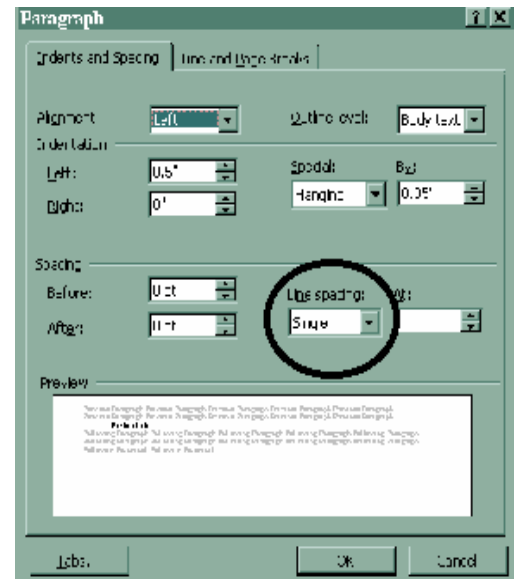 Paragraph ? X
Indents and Spacing Line and Page Breaks
Alignment: Left Outline level: Body text
Indentation
Left: 0.5" Special: By:
Right: 0" Hanging 0.05"
Spacing
Before: 0 pt Line spacing: At:
After: 0 pt Single
Preview
Tabs. OK Cancel